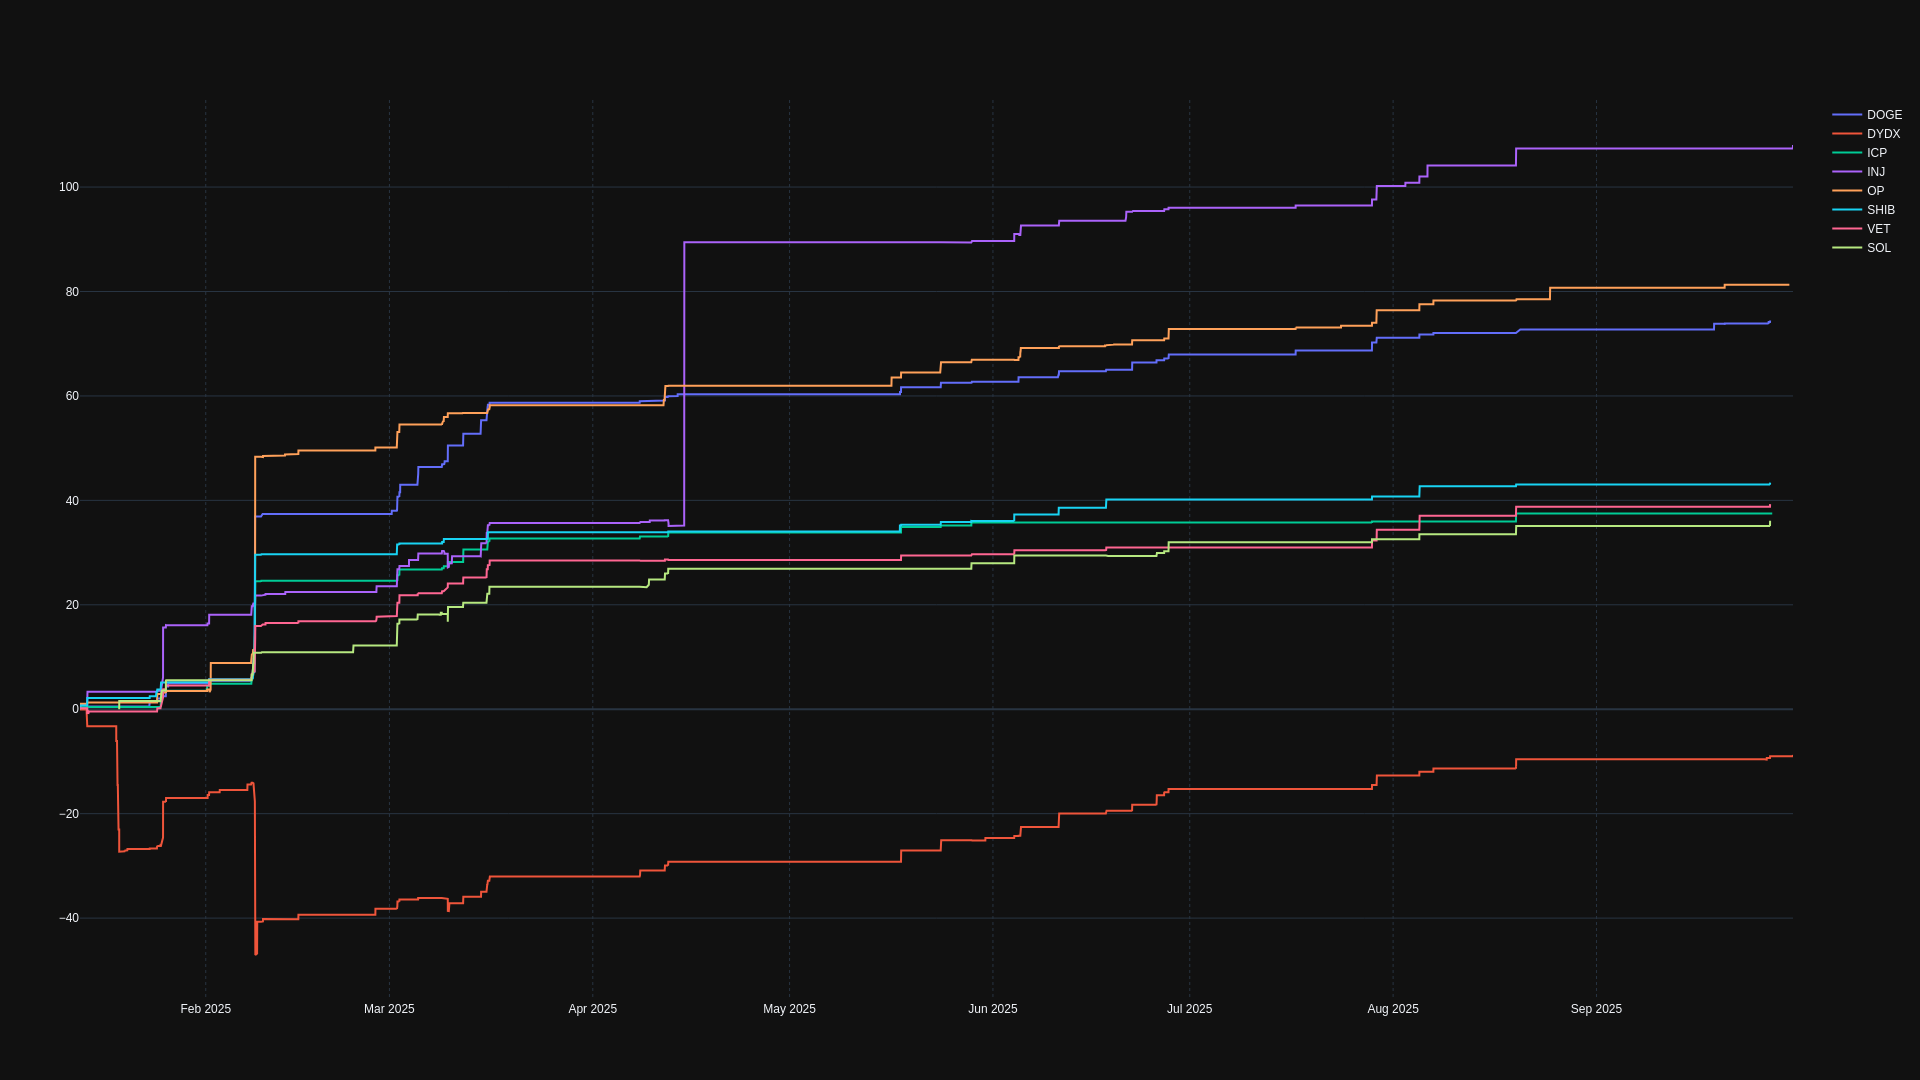 DOGE
DYDX
ICP
INJ
OP
SHIB
VET
SOL
100
80
60
40
20
0
−20
−40
Feb 2025
Mar 2025
Apr 2025
May 2025
Jun 2025
Jul 2025
Aug 2025
Sep 2025